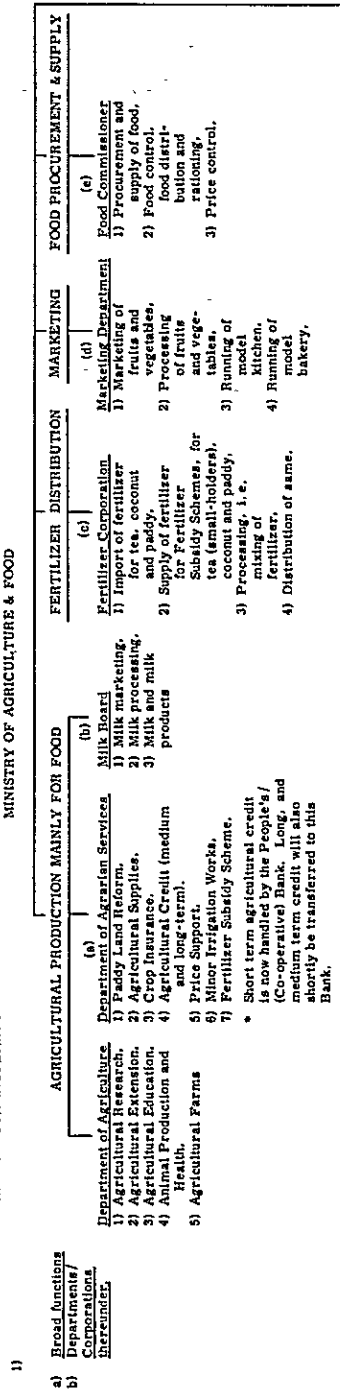 1)
MINISTRY OF AGRICULTURE & FOOD
a) Broad functions
b) Departments/
Corporations
thereunder.
AGRICULTURAL PRODUCTION MAINLY FOR FOOD
Department of Agriculture
1) Agricultural Research.
2) Agricultural Extension.
3) Agricultural Education.
4) Animal Production and
Health.
5) Agricultural Farms
(a)
Department of Agrarian Services
1) Paddy Land Reform.
2) Agricultural Supplies.
3) Crop Insurance.
4) Agricultural Credit (medium
and long-term).
5) Price Support.
6) Minor Irrigation Works.
7) Fertilizer Subsidy Scheme.
* Short term agricultural credit
is now handled by the People's/
(Co-operative) Bank. Long, and
medium term credit will also
shortly be transferred to this
Bank.
(b)
Milk Board
1) Milk marketing,
2) Milk processing,
3) Milk and milk
products
FERTILIZER DISTRIBUTION
(c)
Fertilizer Corporation
1) Import of fertilizer
for tea, coconut
and paddy.
2) Supply of fertilizer
for Fertilizer
Subsidy Schemes, for
tea (small-holders),
coconut and paddy,
3) Processing, i.e.
mixing of
fertilizer,
4) Distribution of same.
MARKETING
(d)
Marketing Department
1) Marketing of
fruits and
vegetables,
2) Processing
of fruits
and vege-
tables.
3) Running of
model
kitchen.
4) Running of
model
bakery.
FOOD PROCUREMENT & SUPPLY
(e)
Food Commissioner
1) Procurement and
supply of food.
2) Food control,
food distri-
bution and
rationing.
3) Price control.